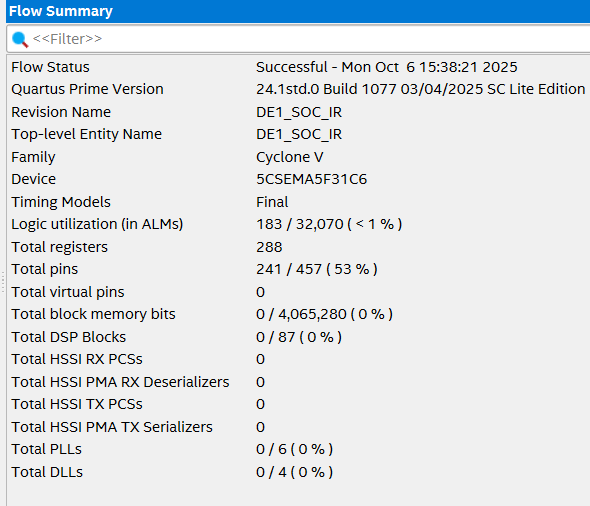 Flow Summary
<<Filter>>
Flow Status Successful - Mon Oct 6 15:38:21 2025
Quartus Prime Version 24.1std.0 Build 1077 03/04/2025 SC Lite Edition
Revision Name DE1_SOC_IR
Top-level Entity Name DE1_SOC_IR
Family Cyclone V
Device 5CSEMA5F31C6
Timing Models Final
Logic utilization (in ALMs) 183 / 32,070 ( < 1 % )
Total registers 288
Total pins 241 / 457 ( 53 % )
Total virtual pins 0
Total block memory bits 0 / 4,065,280 ( 0 % )
Total DSP Blocks 0 / 87 ( 0 % )
Total HSSI RX PCSs 0
Total HSSI PMA RX Deserializers 0
Total HSSI TX PCSs 0
Total HSSI PMA TX Serializers 0
Total PLLs 0 / 6 ( 0 % )
Total DLLs 0 / 4 ( 0 % )